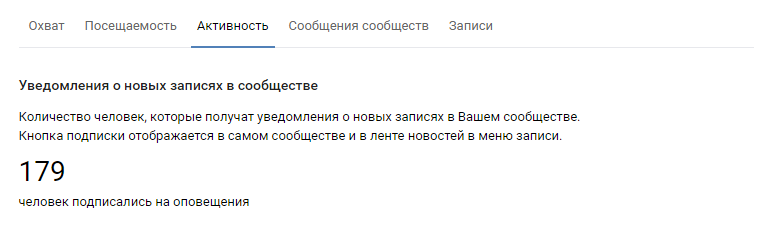 Охват Посещаемость Активность Сообщения сообществ Записи
Уведомления о новых записях в сообществе
Количество человек, которые получат уведомления о новых записях в Вашем сообществе.
Кнопка подписки отображается в самом сообществе и в ленте новостей в меню записи.
179
человек подписались на оповещения